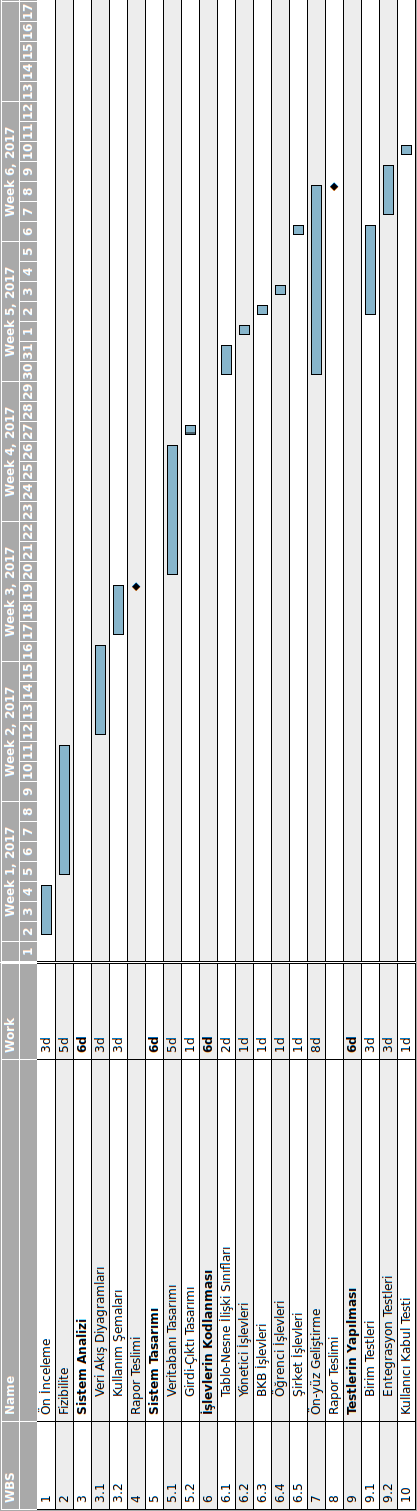 WBS Name Work Week 1, 2017 Week 2, 2017 Week 3, 2017 Week 4, 2017 Week 5, 2017 Week 6, 2017
1 2 3 4 5 6 7 8 9 10 11 12 13 14 15 16 17 18 19 20 21 22 23 24 25 26 27 28 29 30 31 1 2 3 4 5 6 7 8 9 10 11 12 13 14 15 16 17
1 Ön İnceleme 3d
2 Fizibilite 5d
3 Sistem Analizi 6d
3.1 Veri Akış Diyagramları 3d
3.2 Kullanım Şemaları 3d
4 Rapor Teslimi
5 Sistem Tasarımı 6d
5.1 Veritabanı Tasarımı 5d
5.2 Girdi-Çıktı Tasarımı 1d
6 İşlevlerin Kodlanması 6d
6.1 Tablo-Nesne İlişki Sınıfları 2d
6.2 Yönetici İşlevleri 1d
6.3 BKB İşlevleri 1d
6.4 Öğrenci İşlevleri 1d
6.5 Şirket İşlevleri 1d
7 Ön-yüz Geliştirme 8d
8 Rapor Teslimi
9 Testlerin Yapılması 6d
9.1 Birim Testleri 3d
9.2 Entegrasyon Testleri 3d
10 Kullanıcı Kabul Testi 1d